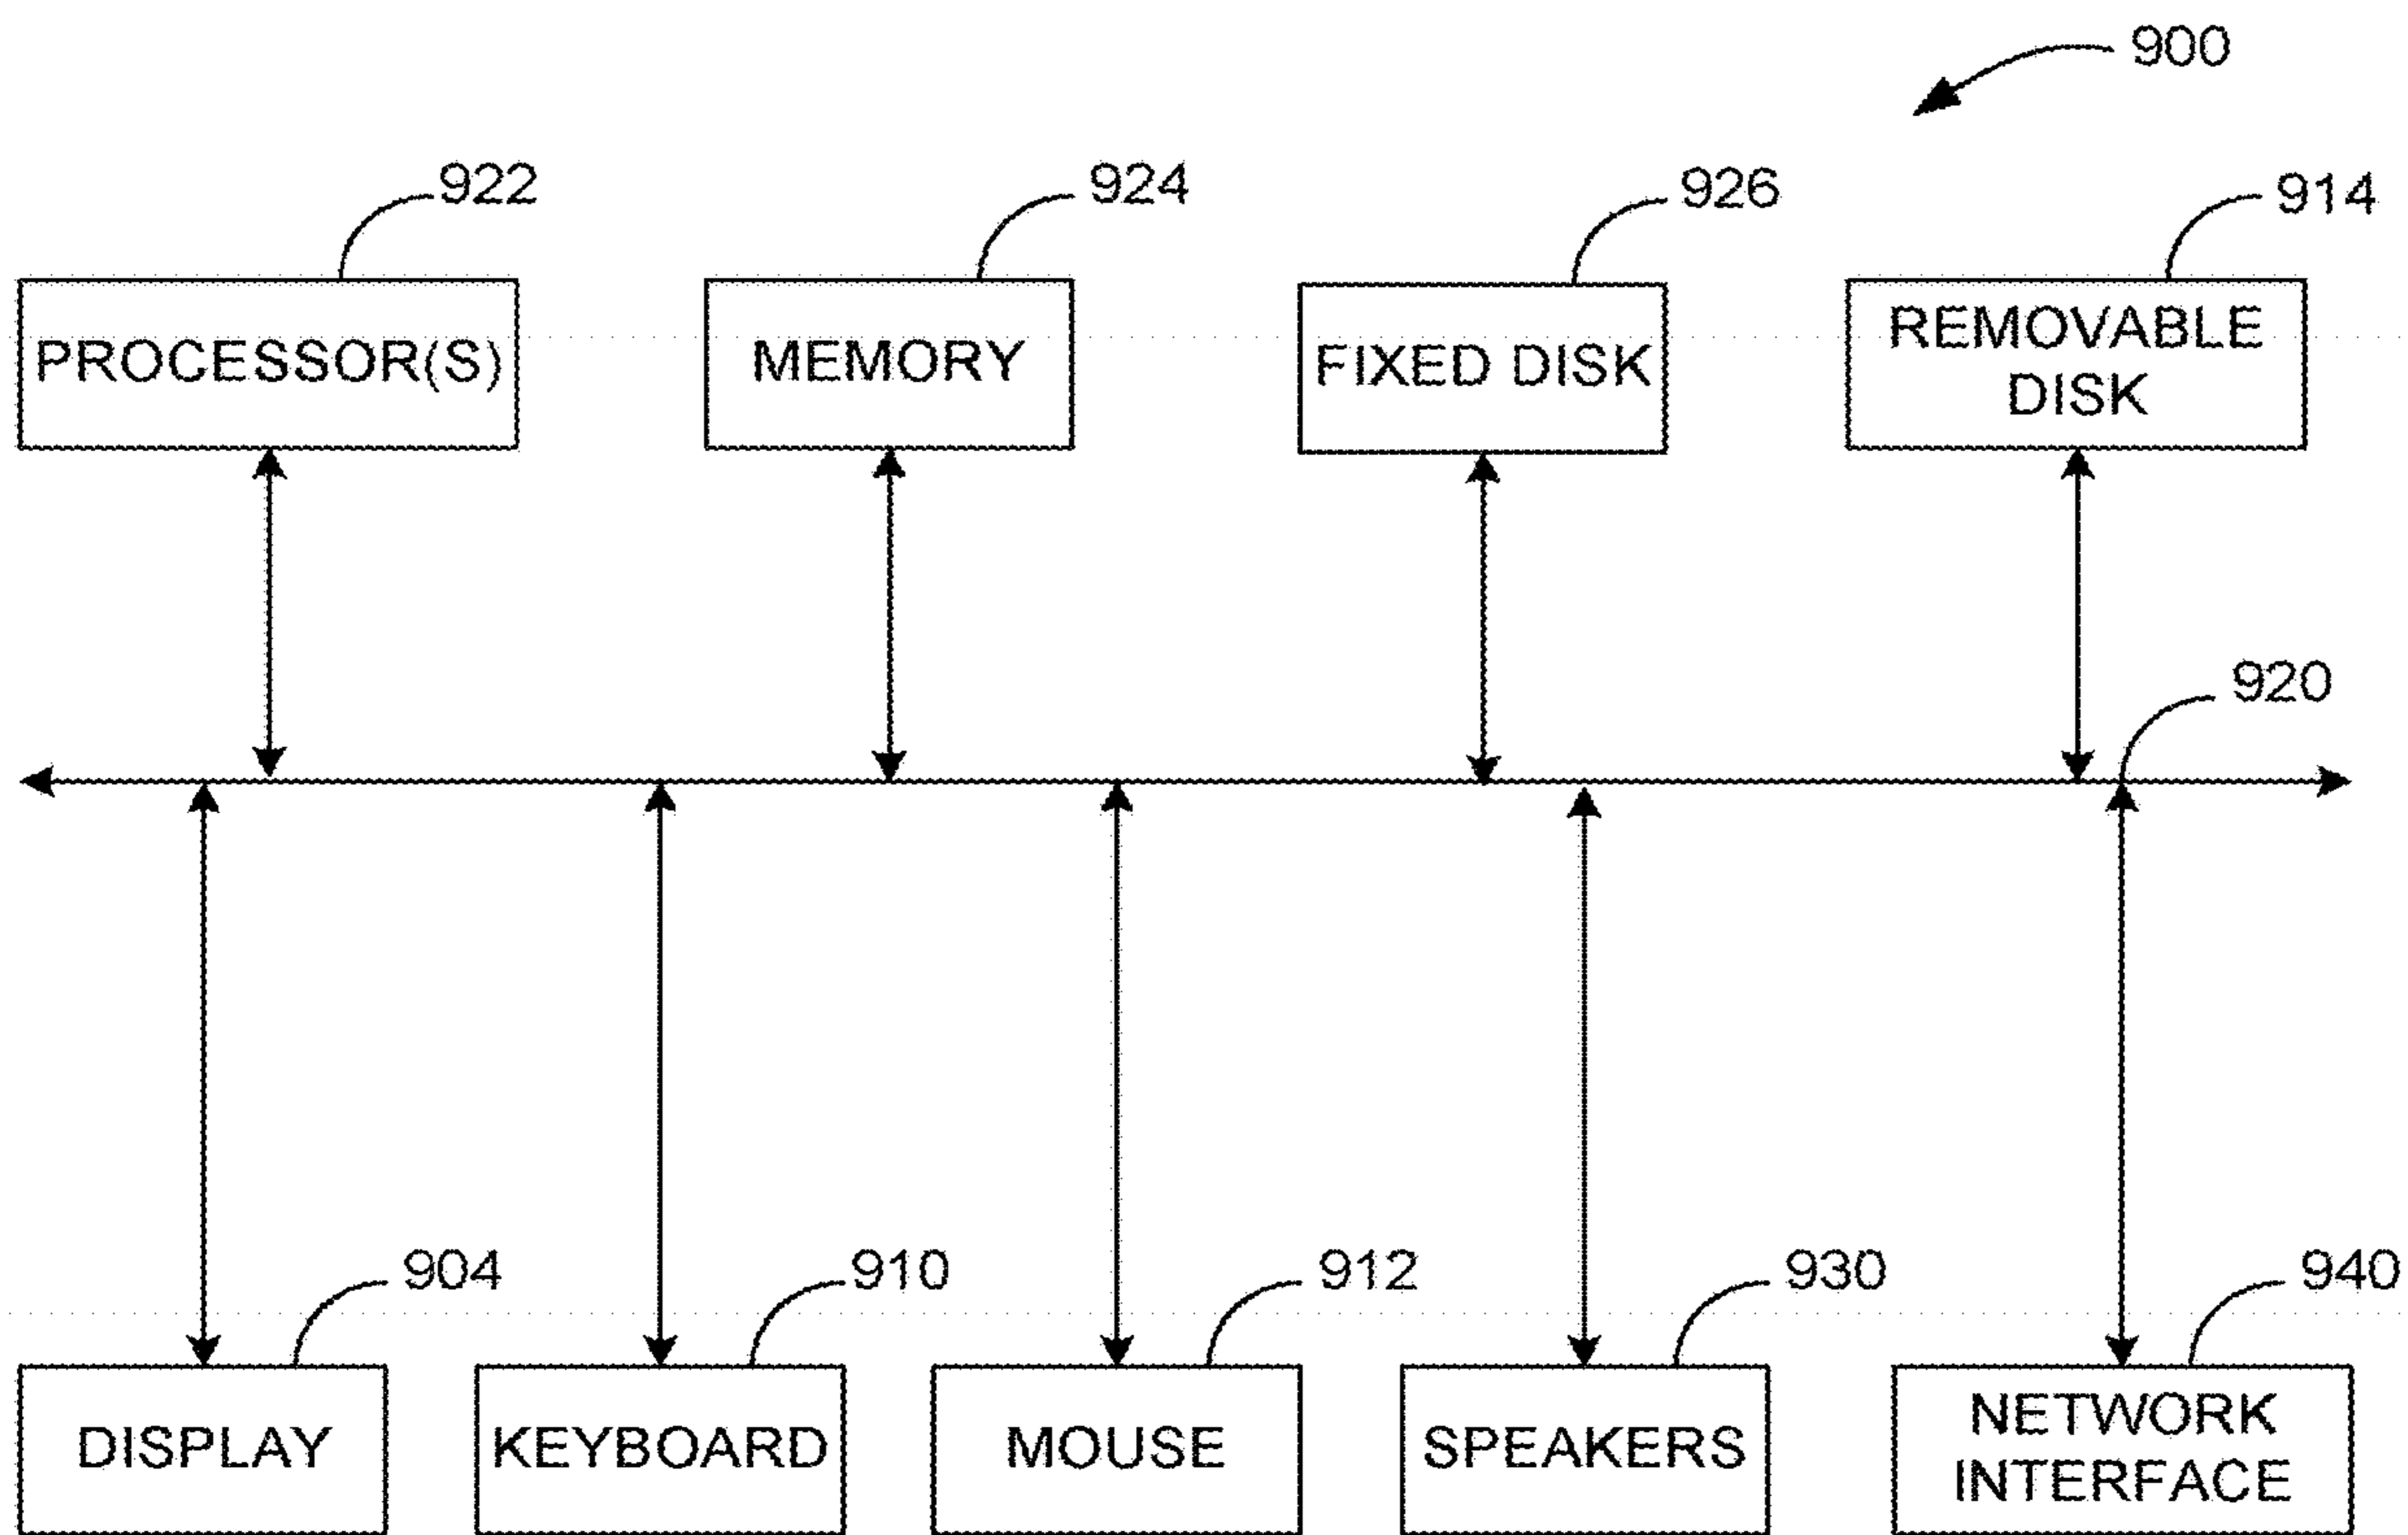 900
922
924
926
914
PROCESSOR(S)
MEMORY
FIXED DISK
REMOVABLE
DISK
920
904
910
912
930
940
DISPLAY
KEYBOARD
MOUSE
SPEAKERS
NETWORK
INTERFACE